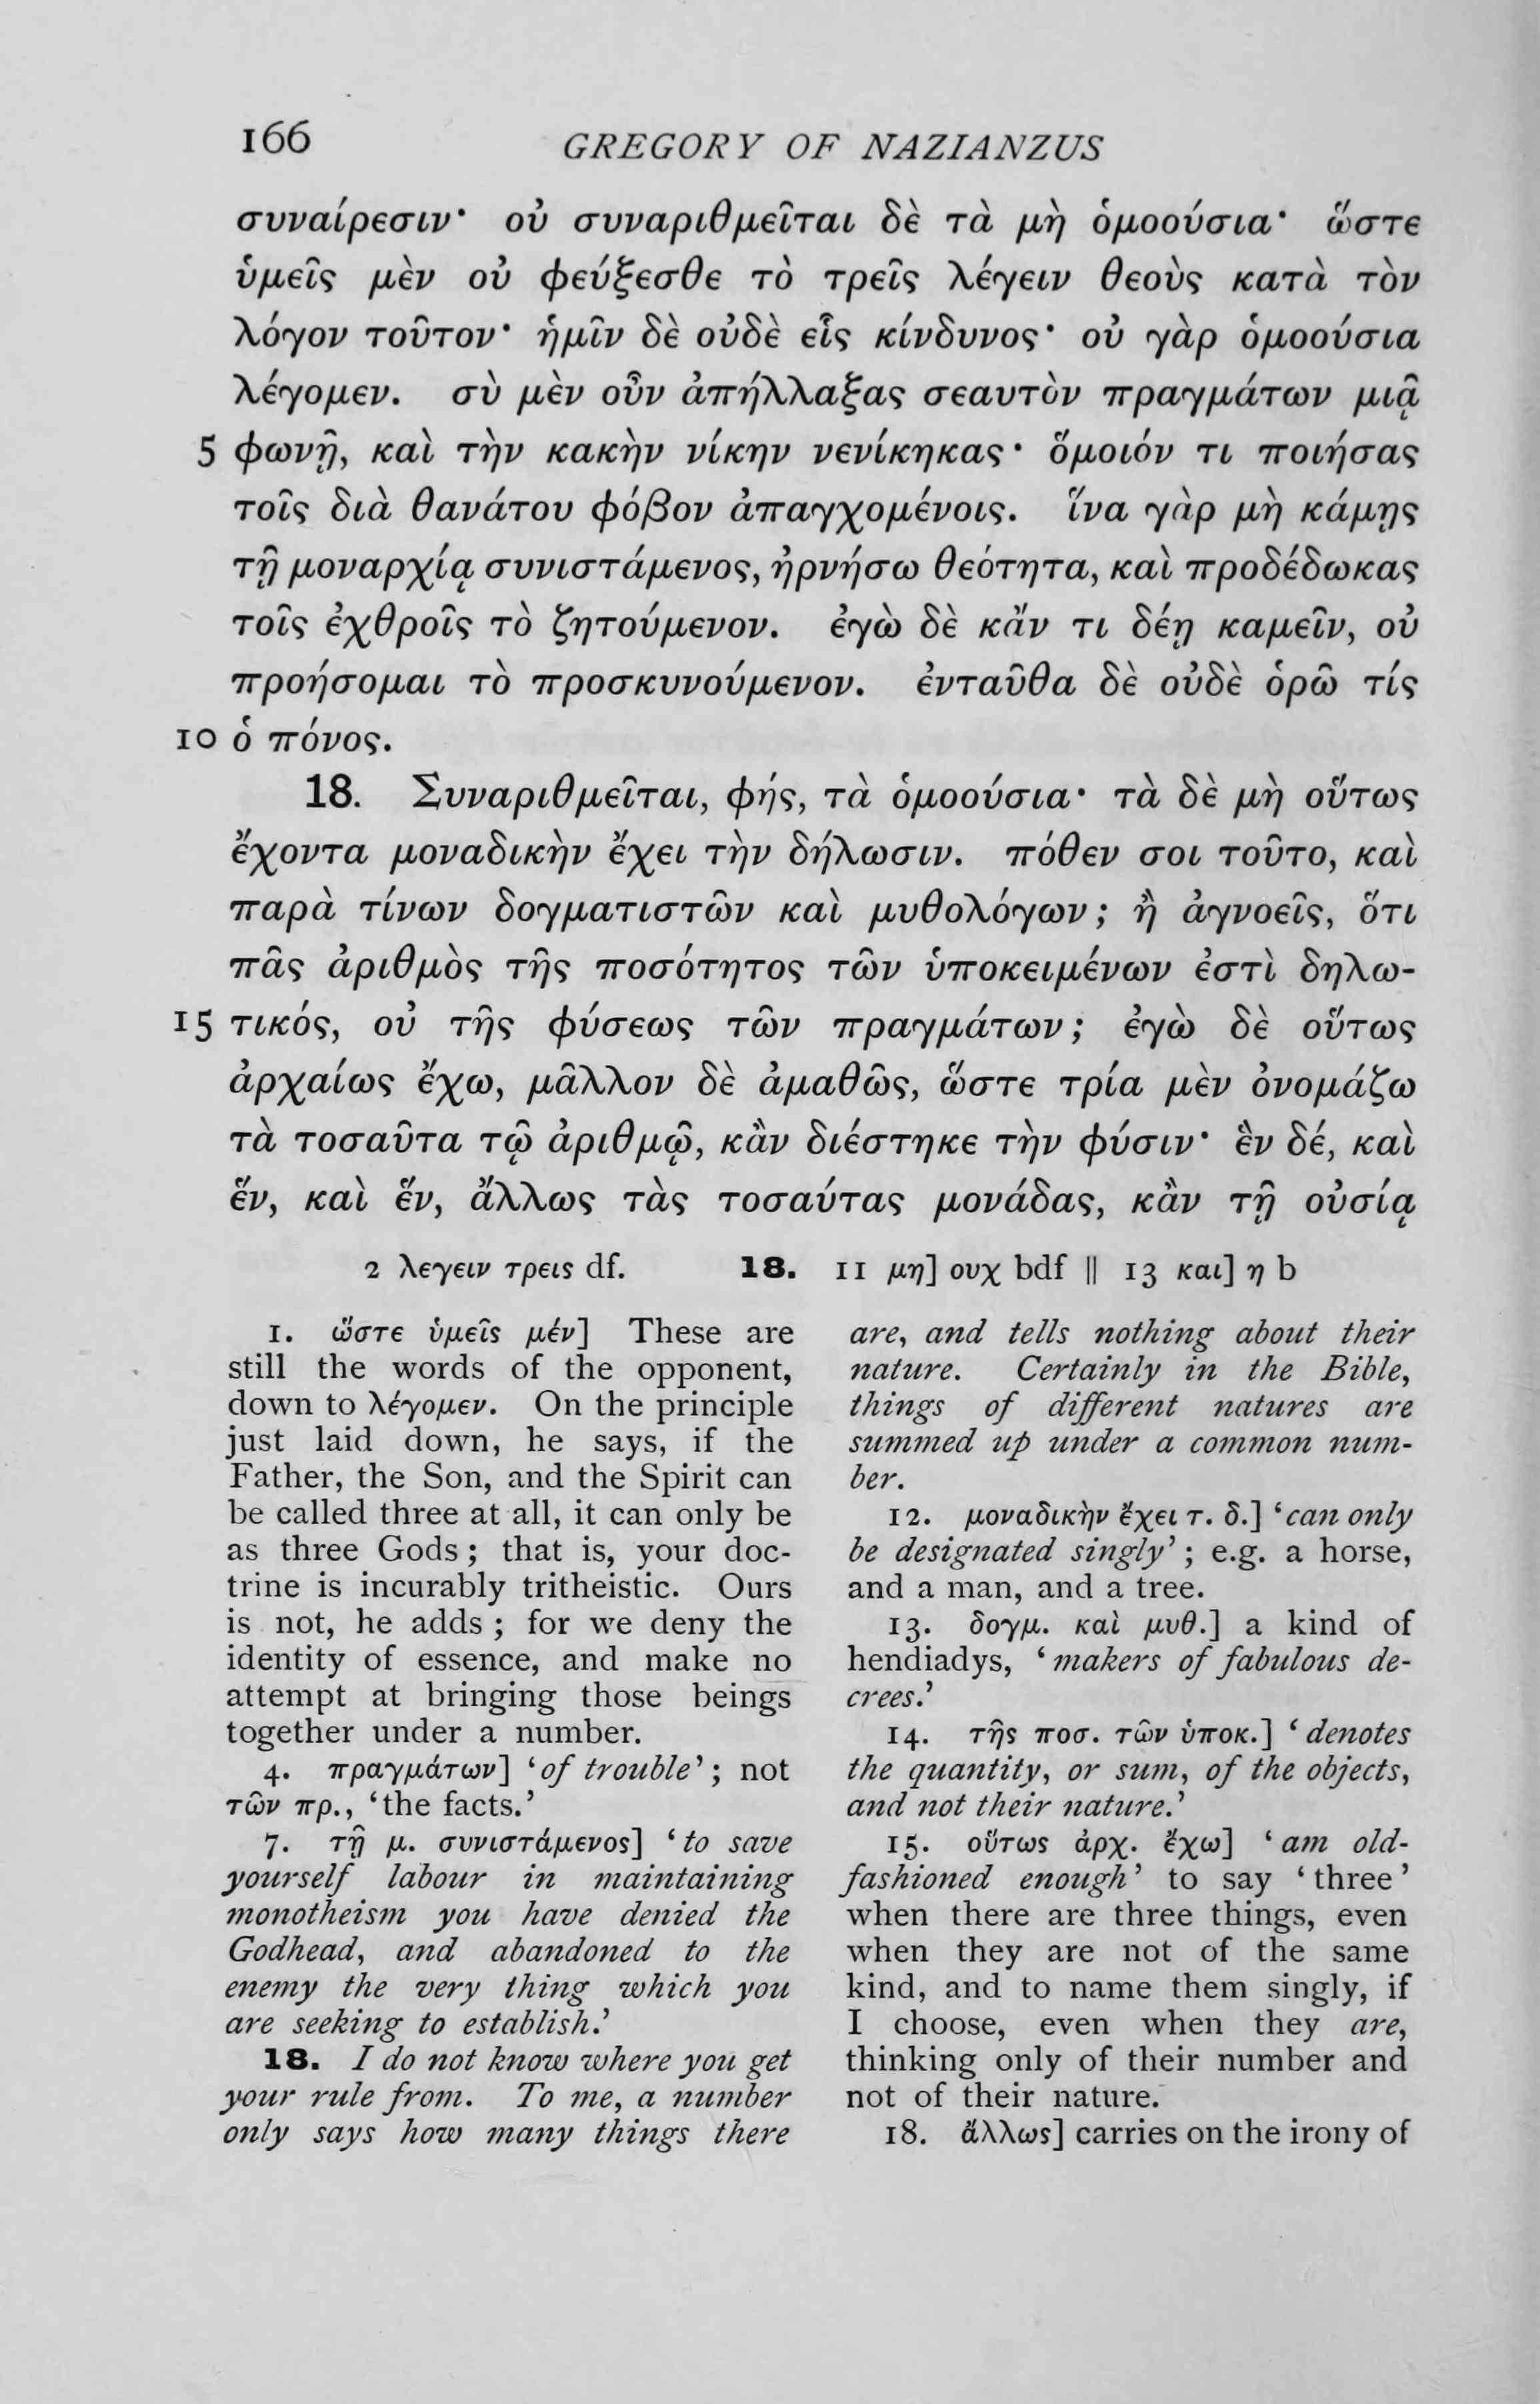 166 GREGORY OF NAZIANZUS
συναίρεσιν· οὐ συναριθμεῖται δὲ τὰ μὴ ὁμοούσια· ὥστε
ὑμεῖς μὲν οὐ φεύξεσθε τὸ τρεῖς λέγειν θεοὺς κατὰ τὸν
λόγον τοῦτον· ἡμῖν δὲ οὐδὲ εἷς κίνδυνος· οὐ γὰρ ὁμοούσια
λέγομεν. σὺ μὲν οὖν ἀπήλλαξας σεαυτὸν πραγμάτων μιᾷ
5 φωνῇ, καὶ τὴν κακὴν νίκην νενίκηκας· ὅμοιόν τι ποιήσας
τοῖς διὰ θανάτου φόβον ἀπαγχομένοις. ἵνα γὰρ μὴ κάμῃς
τῇ μοναρχίᾳ συνιστάμενος, ἠρνήσω θεότητα, καὶ προδέδωκας
τοῖς ἐχθροῖς τὸ ζητούμενον. ἐγὼ δὲ κἄν τι δέῃ καμεῖν, οὐ
προήσομαι τὸ προσκυνούμενον. ἐνταῦθα δὲ οὐδὲ ὁρῶ τίς
10 ὁ πόνος.
18. Συναριθμεῖται, φής, τὰ ὁμοούσια· τὰ δὲ μὴ οὕτως
ἔχοντα μοναδικὴν ἔχει τὴν δήλωσιν. πόθεν σοι τοῦτο, καὶ
παρὰ τίνων δογματιστῶν καὶ μυθολόγων; ἢ ἀγνοεῖς, ὅτι
πᾶς ἀριθμὸς τῆς ποσότητος τῶν ὑποκειμένων ἐστὶ δηλω-
15 τικός, οὐ τῆς φύσεως τῶν πραγμάτων; ἐγὼ δὲ οὕτως
ἀρχαίως ἔχω, μᾶλλον δὲ ἀμαθῶς, ὥστε τρία μὲν ὀνομάζω
τὰ τοσαῦτα τῷ ἀριθμῷ, κἂν διέστηκε τὴν φύσιν· ἓν δέ, καὶ
ἕν, καὶ ἕν, ἄλλως τὰς τοσαύτας μονάδας, κἂν τῇ οὐσίᾳ
2 λεγειν τρεις df. 18. 11 μη] ουχ bdf || 13 και] η b
1. ὥστε ὑμεῖς μέν] These are
still the words of the opponent,
down to λέγομεν. On the principle
just laid down, he says, if the
Father, the Son, and the Spirit can
be called three at all, it can only be
as three Gods; that is, your doc-
trine is incurably tritheistic. Ours
is not, he adds; for we deny the
identity of essence, and make no
attempt at bringing those beings
together under a number.
4. πραγμάτων] ‘of trouble’; not
τῶν πρ., ‘the facts.’
7. τῇ μ. συνιστάμενος] ‘to save
yourself labour in maintaining
monotheism you have denied the
Godhead, and abandoned to the
enemy the very thing which you
are seeking to establish.’
18. I do not know where you get
your rule from. To me, a number
only says how many things there
are, and tells nothing about their
nature. Certainly in the Bible,
things of different natures are
summed up under a common num-
ber.
12. μοναδικὴν ἔχει τ. δ.] ‘can only
be designated singly’; e.g. a horse,
and a man, and a tree.
13. δογμ. καὶ μυθ.] a kind of
hendiadys, ‘makers of fabulous de-
crees.’
14. τῆς ποσ. τῶν ὑποκ.] ‘denotes
the quantity, or sum, of the objects,
and not their nature.’
15. οὕτως ἀρχ. ἔχω] ‘am old-
fashioned enough’ to say ‘three’
when there are three things, even
when they are not of the same
kind, and to name them singly, if
I choose, even when they are,
thinking only of their number and
not of their nature.
18. ἄλλως] carries on the irony of